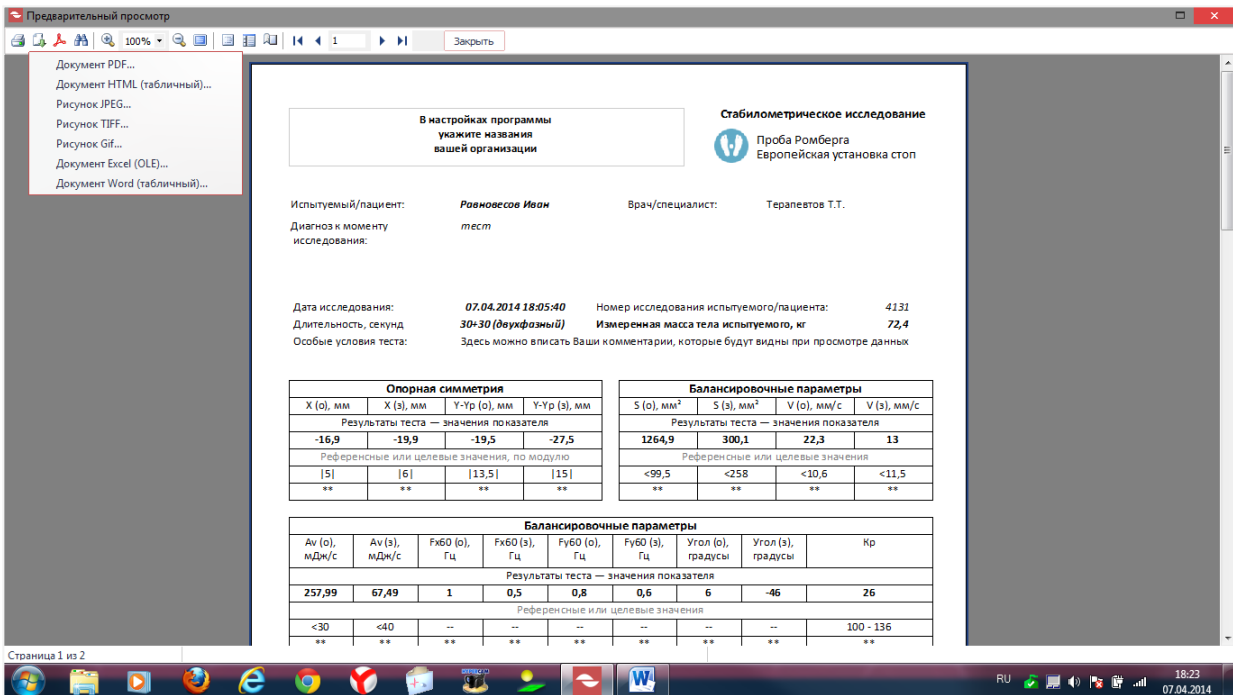 Предварительный просмотр
100%
1
Закрыть
Документ PDF...
Документ HTML (табличный)...
Рисунок JPEG...
Рисунок TIFF...
Рисунок Gif...
Документ Excel (OLE)...
Документ Word (табличный)...
В настройках программы
укажите названия
вашей организации
Стабилометрическое исследование
Проба Ромберга
Европейская установка стоп
Испытуемый/пациент: Равновесов Иван Врач/специалист: Терапевтов Т.Т.
Диагноз к моменту тест
исследования:
Дата исследования: 07.04.2014 18:05:40 Номер исследования испытуемого/пациента: 4131
Длительность, секунд 30+30 (двухфазный) Измеренная масса тела испытуемого, кг 72,4
Особые условия теста: Здесь можно вписать Ваши комментарии, которые будут видны при просмотре данных
Опорная симметрия
X (о), мм X (з), мм Y-Yр (о), мм Y-Yр (з), мм
Результаты теста — значения показателя
-16,9 -19,9 -19,5 -27,5
Референсные или целевые значения, по модулю
|5| |6| |13,5| |15|
** ** ** **
Балансировочные параметры
S (о), мм² S (з), мм² V (о), мм/с V (з), мм/с
Результаты теста — значения показателя
1264,9 300,1 22,3 13
Референсные или целевые значения
<99,5 <258 <10,6 <11,5
** ** ** **
Балансировочные параметры
Av (о), Av (з), Fx60 (о), Fx60 (з), Fy60 (о), Fy60 (з), Угол (о), Угол (з), Кр
мДж/с мДж/с Гц Гц Гц Гц градусы градусы
Результаты теста — значения показателя
257,99 67,49 1 0,5 0,8 0,6 6 -46 26
Референсные или целевые значения
<30 <40 -- -- -- -- -- -- 100 - 136
** ** ** ** ** ** ** ** **
Страница 1 из 2
RU
18:23
07.04.2014